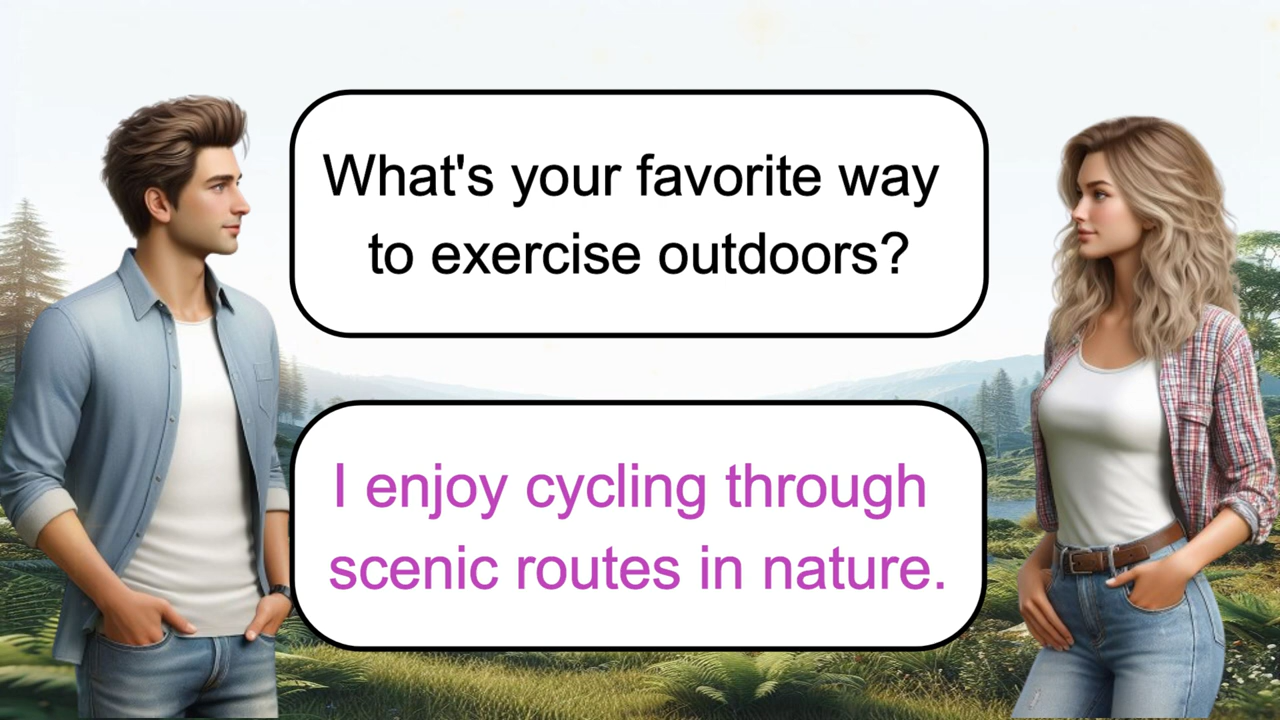 What's your favorite way
to exercise outdoors?
I enjoy cycling through
scenic routes in nature.